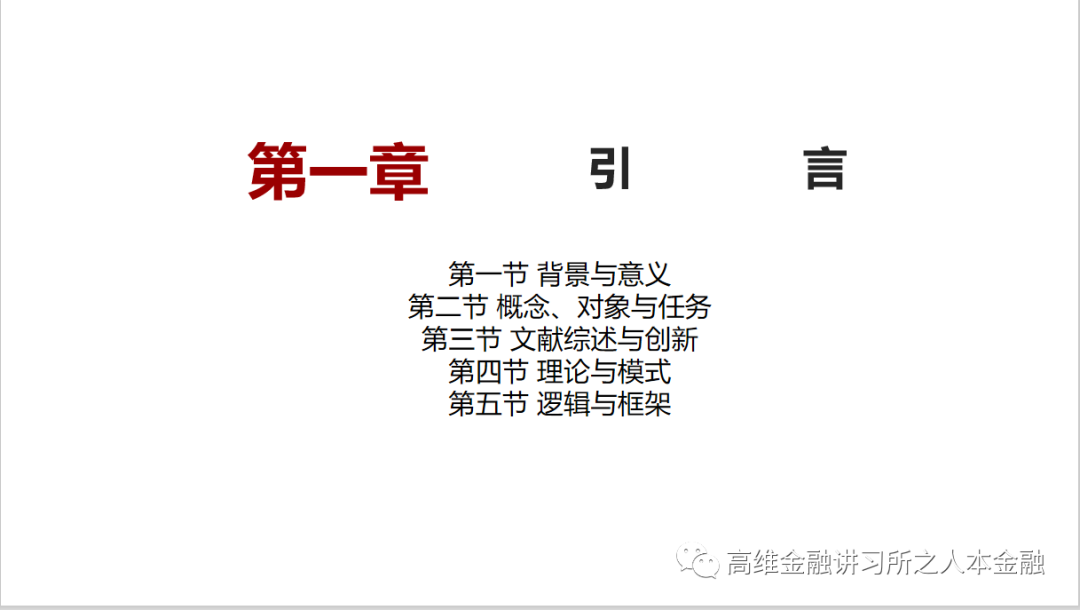 第一章 引 言
第一节 背景与意义
第二节 概念、对象与任务
第三节 文献综述与创新
第四节 理论与模式
第五节 逻辑与框架
高维金融讲习所之人本金融